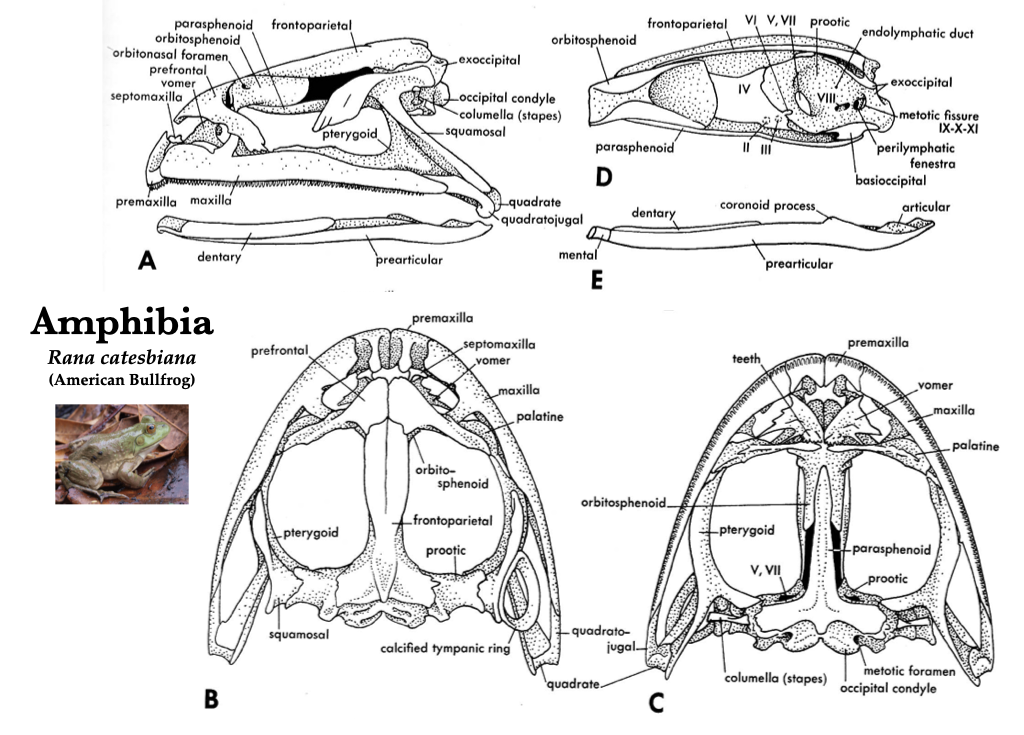 parasphenoid
orbitosphenoid
orbitonasal foramen
prefrontal
vomer
septomaxilla
frontoparietal
exoccipital
occipital condyle
columella (stapes)
squamosal
pterygoid
premaxilla
maxilla
quadrate
quadratojugal
dentary
prearticular
A
orbitosphenoid
frontoparietal
VI
V, VII
prootic
endolymphatic duct
exoccipital
IV
VIII
metotic fissure
IX-X-XI
perilymphatic
fenestra
basioccipital
parasphenoid
II
III
D
dentary
coronoid process
articular
mental
prearticular
E
Amphibia
Rana catesbiana
(American Bullfrog)
premaxilla
prefrontal
septomaxilla
vomer
maxilla
palatine
orbito-
sphenoid
frontoparietal
pterygoid
prootic
squamosal
calcified tympanic ring
quadrato-
jugal
quadrate
B
teeth
premaxilla
vomer
maxilla
palatine
orbitosphenoid
pterygoid
parasphenoid
V, VII
prootic
columella (stapes)
metotic foramen
occipital condyle
C